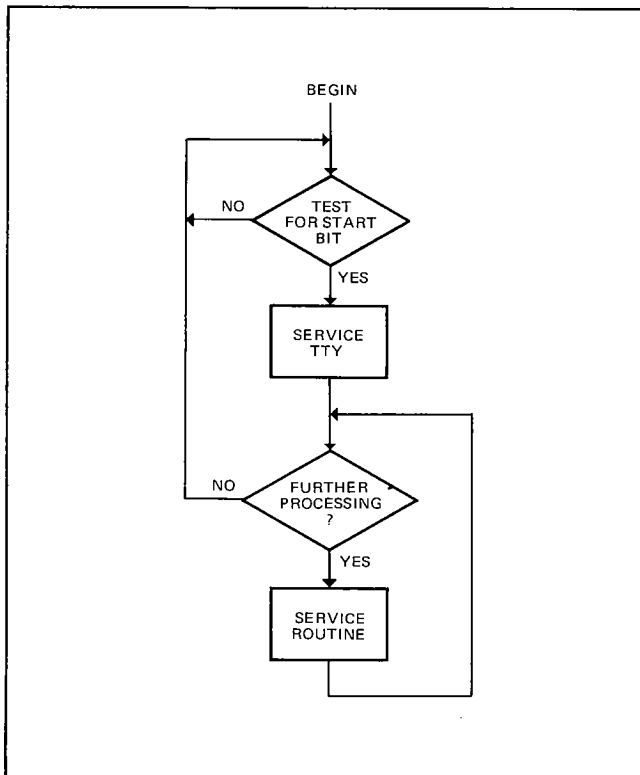 BEGIN
NO
TEST
FOR START
BIT
YES
SERVICE
TTY
NO
FURTHER
PROCESSING
?
YES
SERVICE
ROUTINE